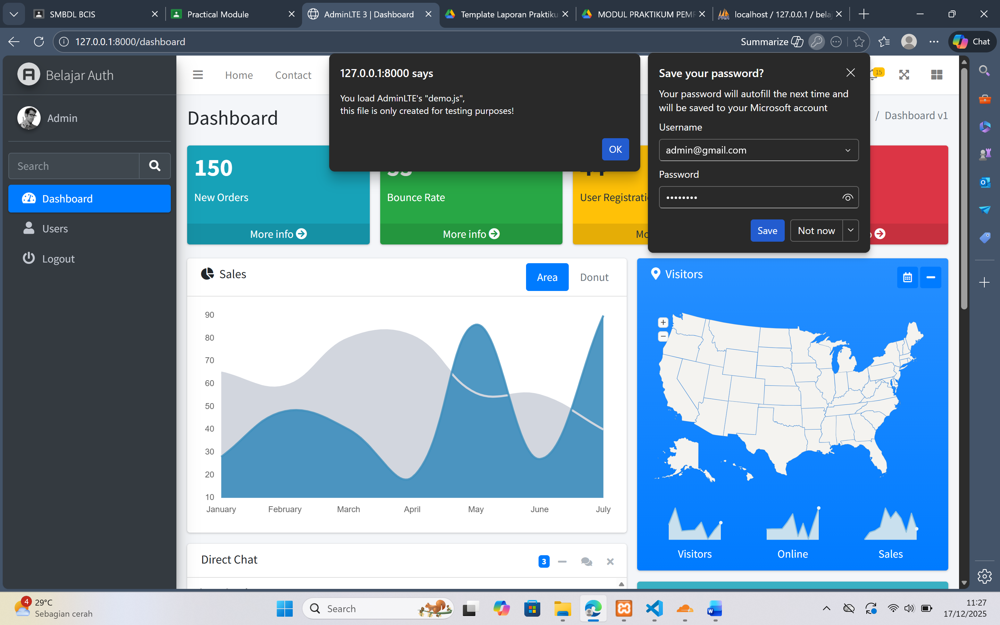 SMBDL BCIS
Practical Module
AdminLTE 3 | Dashboard
Template Laporan Praktiku
MODUL PRAKTIKUM PEMR
localhost / 127.0.0.1 / bela
127.0.0.1:8000/dashboard
Summarize
Chat
Belajar Auth
Home
Contact
15
127.0.0.1:8000 says
You load AdminLTE's "demo.js",
this file is only created for testing purposes!
OK
Save your password?
Your password will autofill the next time and
will be saved to your Microsoft account
Username
admin@gmail.com
Password
••••••••
Save
Not now
Admin
Search
Dashboard
Users
Logout
Dashboard
/ Dashboard v1
150
New Orders
More info
Bounce Rate
More info
44
User Registrati
Mo
Sales
Area
Donut
90
80
70
60
50
40
30
20
10
January
February
March
April
May
June
July
Visitors
+
−
Visitors
Online
Sales
Direct Chat
3
4
29°C
Sebagian cerah
Search
11:27
17/12/2025